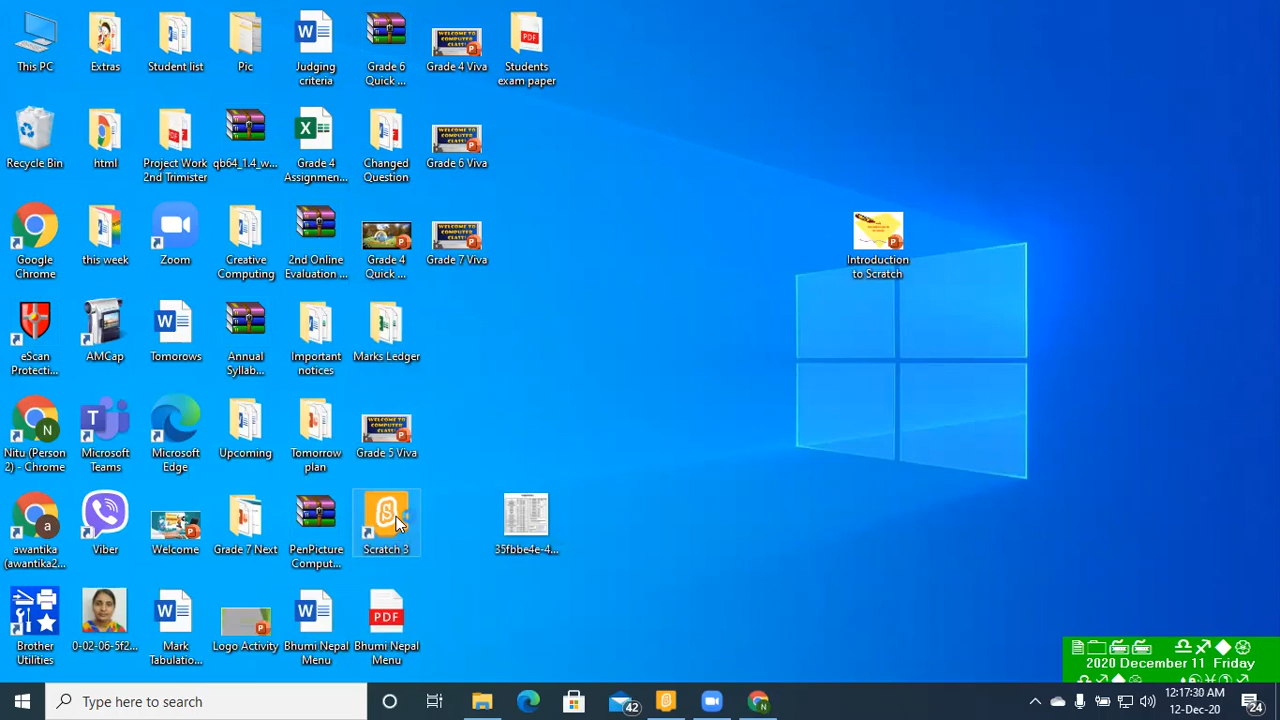 This PC
Extras
Student list
Pic
Judging
criteria
Grade 6
Quick ...
Grade 4 Viva
Students
exam paper
Recycle Bin
html
Project Work
2nd Trimister
qb64_1.4_w...
Grade 4
Assignmen...
Changed
Question
Grade 6 Viva
Google
Chrome
this week
Zoom
Creative
Computing
2nd Online
Evaluation ...
Grade 4
Quick ...
Grade 7 Viva
Introduction
to Scratch
eScan
Protecti...
AMCap
Tomorows
Annual
Syllab...
Important
notices
Marks Ledger
Nitu (Person
2) - Chrome
Microsoft
Teams
Microsoft
Edge
Upcoming
Tomorrow
plan
WELCOME TO
COMPUTER
CLASS!
Grade 5 Viva
awantika
(awantika2...
Viber
Welcome
Grade 7 Next
PenPicture
Comput...
Scratch 3
35fbbe4e-4...
Brother
Utilities
0-02-06-5f2...
Mark
Tabulatio...
Logo Activity
Bhumi Nepal
Menu
PDF
Bhumi Nepal
Menu
2020 December 11 Friday
Type here to search
42
12:17:30 AM
12-Dec-20
24